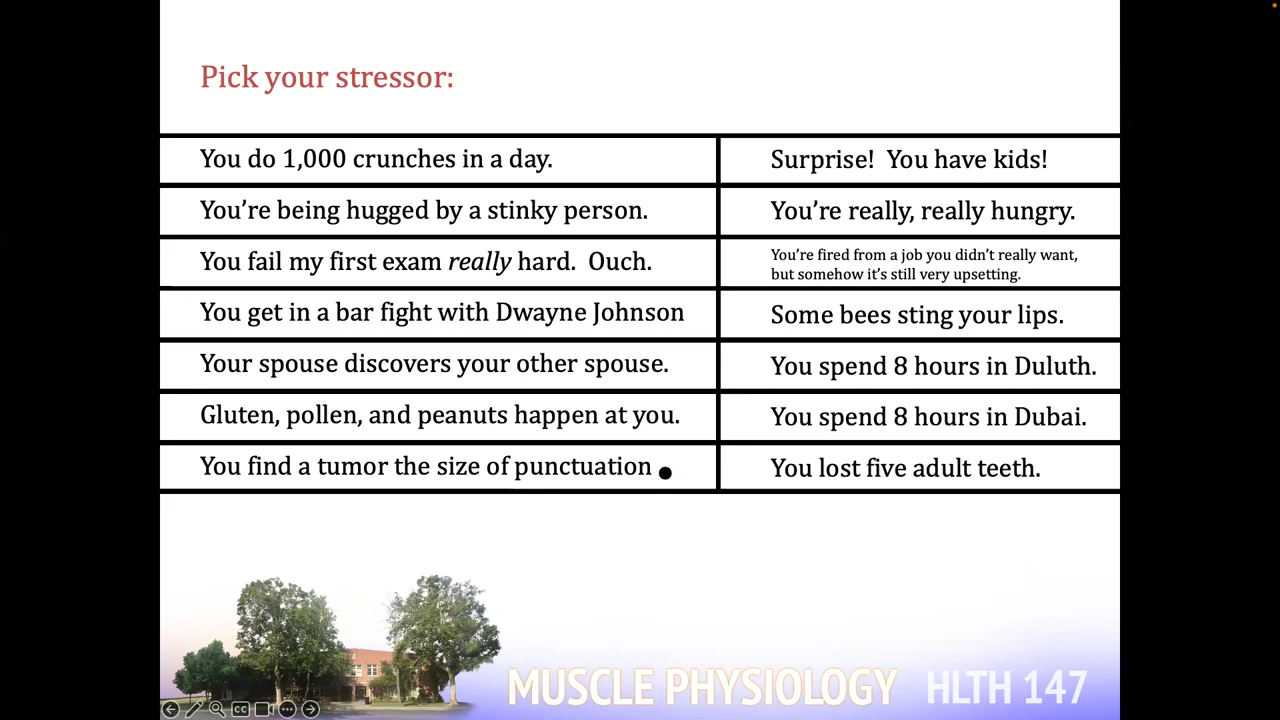 Pick your stressor:
You do 1,000 crunches in a day.
Surprise!  You have kids!
You're being hugged by a stinky person.
You're really, really hungry.
You fail my first exam really hard.  Ouch.
You're fired from a job you didn't really want,
but somehow it's still very upsetting.
You get in a bar fight with Dwayne Johnson
Some bees sting your lips.
Your spouse discovers your other spouse.
You spend 8 hours in Duluth.
Gluten, pollen, and peanuts happen at you.
You spend 8 hours in Dubai.
You find a tumor the size of punctuation .
You lost five adult teeth.
MUSCLE PHYSIOLOGY HLTH 147
CC